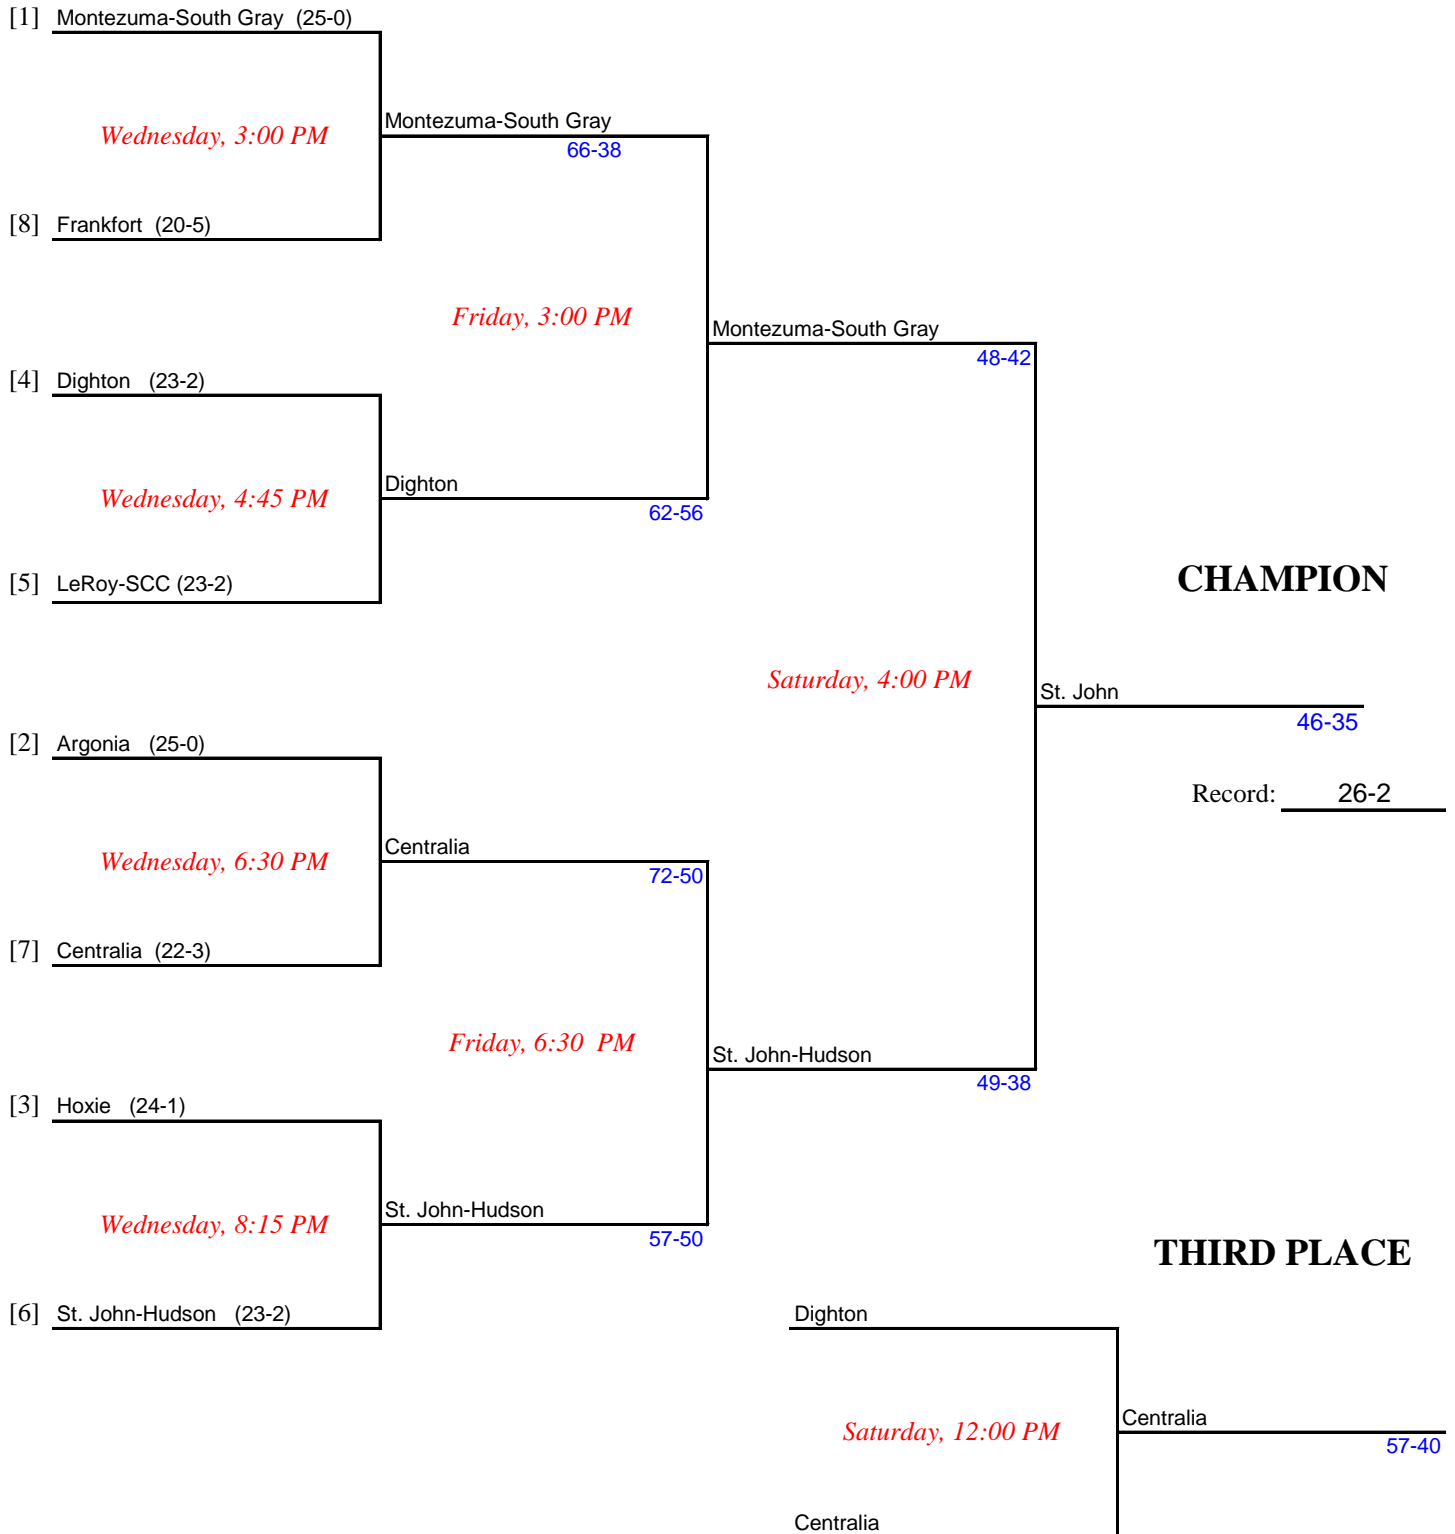 [1] Montezuma-South Gray (25-0)
Montezuma-South Gray
Wednesday, 3:00 PM
66-38
[8] Frankfort (20-5)
Friday, 3:00 PM
Montezuma-South Gray
48-42
[4] Dighton (23-2)
Dighton
Wednesday, 4:45 PM
62-56
[5] LeRoy-SCC (23-2)
CHAMPION
Saturday, 4:00 PM
St. John
46-35
[2] Argonia (25-0)
Record: 26-2
Centralia
Wednesday, 6:30 PM
72-50
[7] Centralia (22-3)
Friday, 6:30 PM
St. John-Hudson
49-38
[3] Hoxie (24-1)
St. John-Hudson
Wednesday, 8:15 PM
57-50
THIRD PLACE
[6] St. John-Hudson (23-2)
Dighton
Centralia
Saturday, 12:00 PM
57-40
Centralia